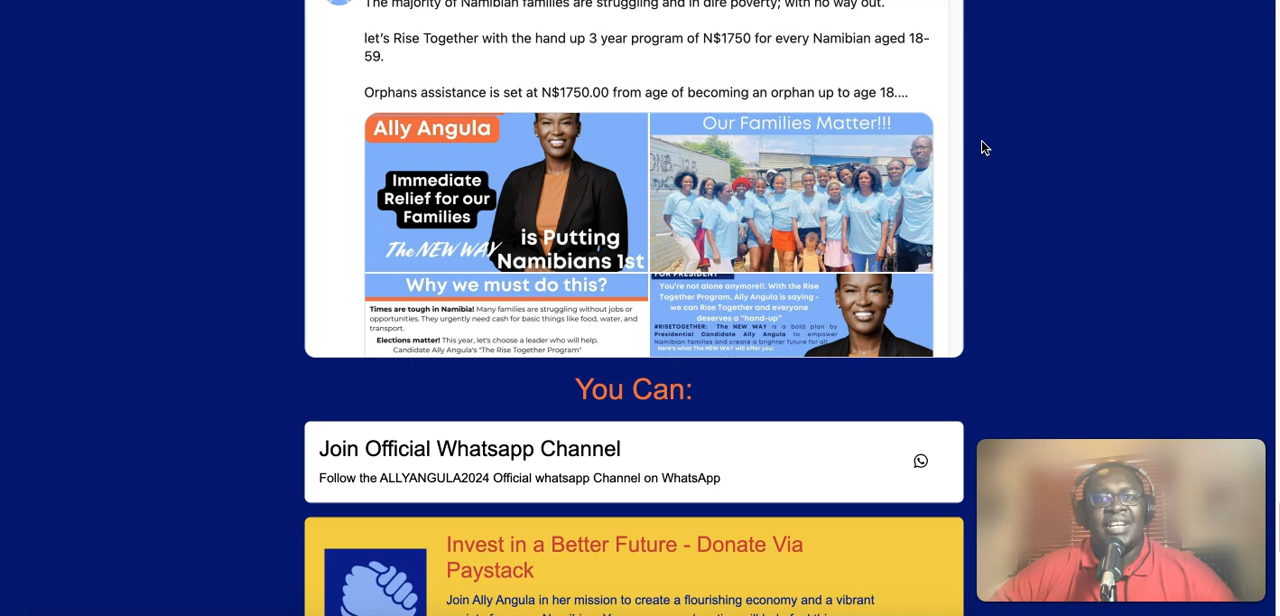 The majority of Namibian families are struggling and in dire poverty; with no way out.
let's Rise Together with the hand up 3 year program of N$1750 for every Namibian aged 18-
59.
Orphans assistance is set at N$1750.00 from age of becoming an orphan up to age 18....
Ally Angula
Immediate
Relief for our
Families
The NEW WAY
is Putting
Namibians 1st
Our Families Matter!!!
Why we must do this?
Times are tough in Namibia! Many families are struggling without jobs or
opportunities. They urgently need cash for basic things like food, water, and
transport.
Elections matter! This year, let's choose a leader who will help.
Candidate Ally Angula's "The Rise Together Program"
FOR PRESIDENT
You're not alone anymore!!. With the Rise
Together Program, Ally Angula is saying -
we can Rise Together and everyone
deserves a "hand-up"
#RISETOGETHER: The NEW WAY is a bold plan by
Presidential Candidate Ally Angula to empower
Namibian families and create a brighter future for all.
Here's what The NEW WAY will offer you:
You Can:
Join Official Whatsapp Channel
Follow the ALLYANGULA2024 Official whatsapp Channel on WhatsApp
Invest in a Better Future - Donate Via
Paystack
Join Ally Angula in her mission to create a flourishing economy and a vibrant